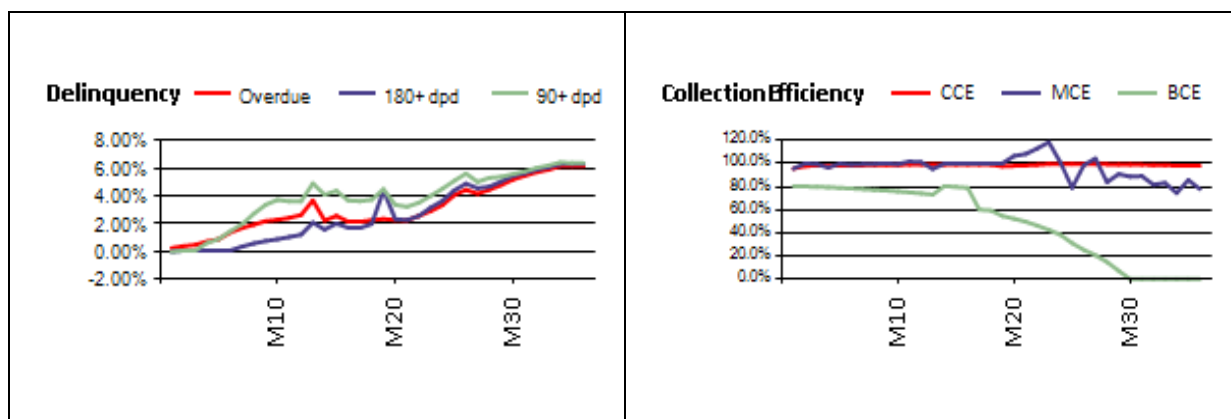 Delinquency Overdue 180+ dpd 90+ dpd
8.00%
6.00%
4.00%
2.00%
0.00%
-2.00%
M10
M20
M30
Collection Efficiency CCE MCE BCE
120.0%
100.0%
80.0%
60.0%
40.0%
20.0%
0.0%
M10
M20
M30